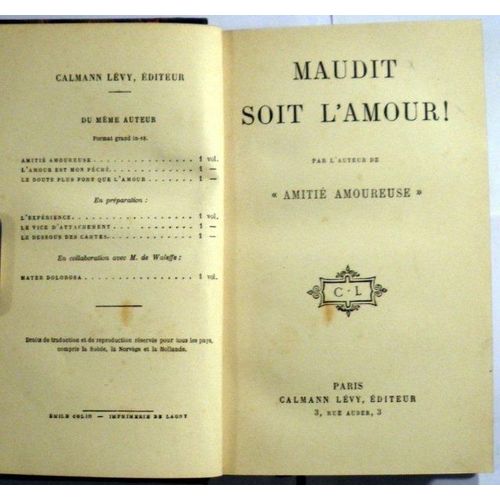 CALMANN LÉVY, ÉDITEUR
DU MÊME AUTEUR
Format grand in-18.
AMITIÉ AMOUREUSE . . . . . . . . . . . . . . . 1 vol.
L'AMOUR EST MON PÉCHÉ . . . . . . . . . . . . 1 —
LE DOUTE PLUS FORT QUE L'AMOUR . . . . . . . . 1 —
En préparation :
L'EXPÉRIENCE . . . . . . . . . . . . . . . . . 1 vol.
LE VICE D'ATTACHEMENT . . . . . . . . . . . . 1 —
LE DESSOUS DES CARTES . . . . . . . . . . . . 1 —
En collaboration avec M. de Waleffe :
MATER DOLOROSA . . . . . . . . . . . . . . . . 1 vol.
Droits de traduction et de reproduction réservés pour tous les pays,
compris la Suède, la Norvège et la Hollande.
ÉMILE COLIN — IMPRIMERIE DE LAGNY
MAUDIT
SOIT L'AMOUR!
PAR L'AUTEUR DE
« AMITIÉ AMOUREUSE »
C - L
PARIS
CALMANN LÉVY, ÉDITEUR
3, RUE AUBER, 3